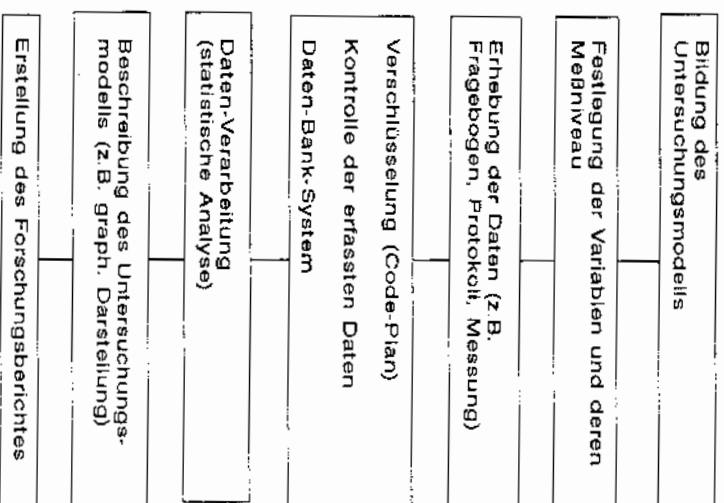 Bildung des
Untersuchungsmodells
Festlegung der Variablen und deren
Meßniveau
Erhebung der Daten (z.B.
Fragebogen, Protokoll, Messung)
Verschlüsselung (Code-Plan)
Kontrolle der erfassten Daten
Daten-Bank-System
Daten-Verarbeitung
(statistische Analyse)
Beschreibung des Untersuchungs-
modells (z.B. graph. Darstellung)
Erstellung des Forschungsberichtes